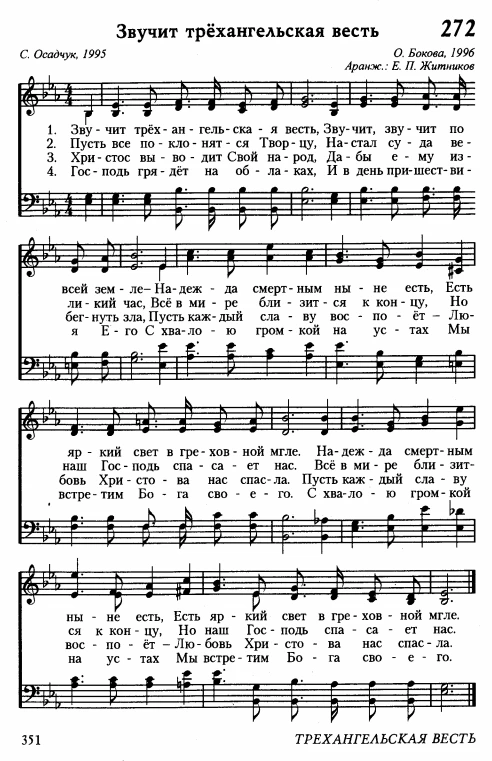 Звучит трёхангельская весть 272
С. Осадчук, 1995 О. Бокова, 1996
Аранж.: Е. П. Житников
1. Зву - чит трёх - ан - гель - ска - я весть, Зву - чит, зву - чит по
2. Пусть все по - кло - нят - ся Твор - цу, На - стал су - да ве -
3. Хри - стос вы - во - дит Свой на - род, Да - бы е - му из -
4. Гос - подь гря - дёт на об - ла - ках, И в день при - шест - ви -
всей зем - ле – На - деж - да смерт - ным ны - не есть, Есть
ли - кий час, Всё в ми - ре бли - зит - ся к кон - цу, Но
бег - нуть зла, Пусть каж - дый сла - ву вос - по - ёт – Лю -
я Е - го С хва - ло - ю гром - кой на ус - тах Мы
яр - кий свет в гре - хов - ной мгле. На - деж - да смерт - ным
наш Гос - подь спа - са - ет нас. Всё в ми - ре бли - зит -
бовь Хри - сто - ва нас спас - ла. Пусть каж - дый сла - ву
встре - тим Бо - га сво - е - го. С хва - ло - ю гром - кой
ны - не есть, Есть яр - кий свет в гре - хов - ной мгле.
ся к кон - цу, Но наш Гос - подь спа - са - ет нас.
вос - по - ёт – Лю - бовь Хри - сто - ва нас спас - ла.
на ус - тах Мы встре - тим Бо - га сво - е - го.
351 ТРЕХАНГЕЛЬСКАЯ ВЕСТЬ